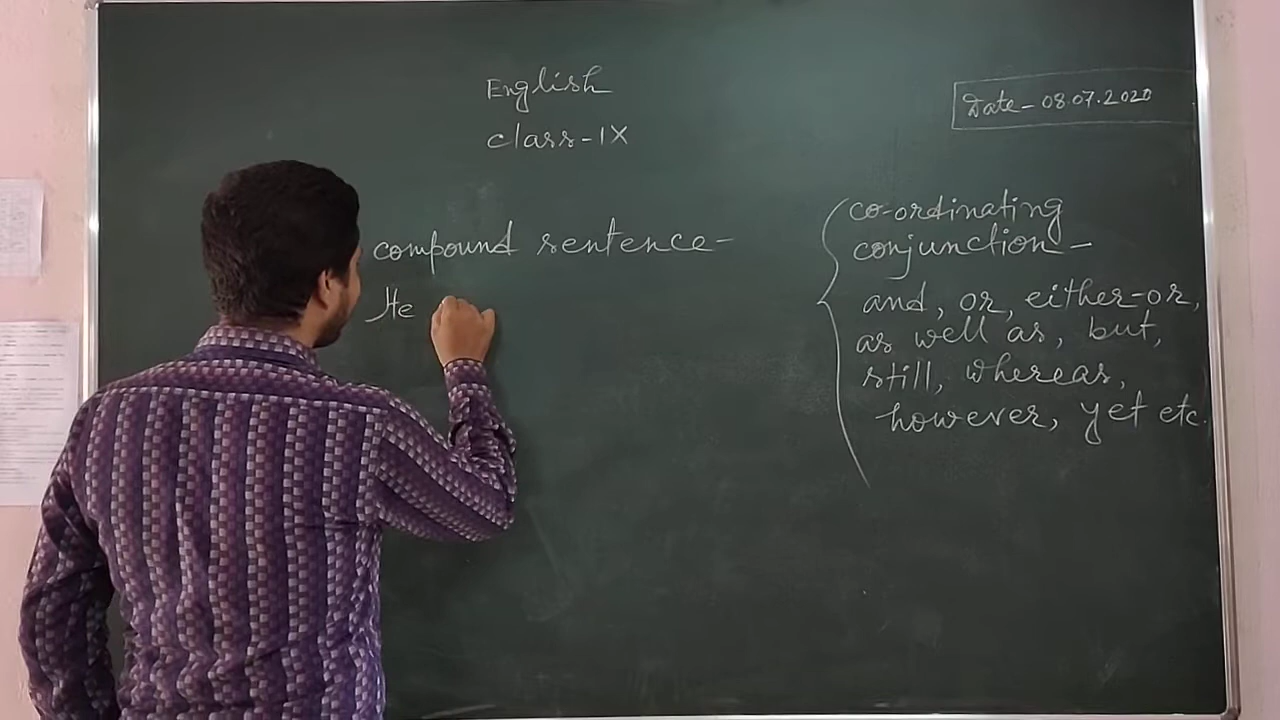 English
class-IX
Date-08.07.2020
compound sentence-
He
co-ordinating
conjunction-
and, or, either-or,
as well as, but,
still, whereas,
however, yet etc.